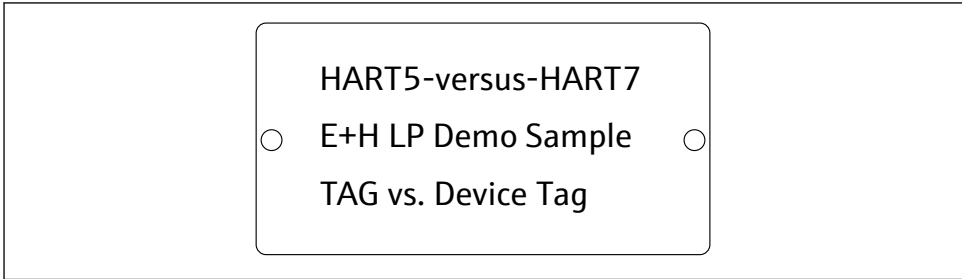 HART5-versus-HART7
E+H LP Demo Sample
TAG vs. Device Tag